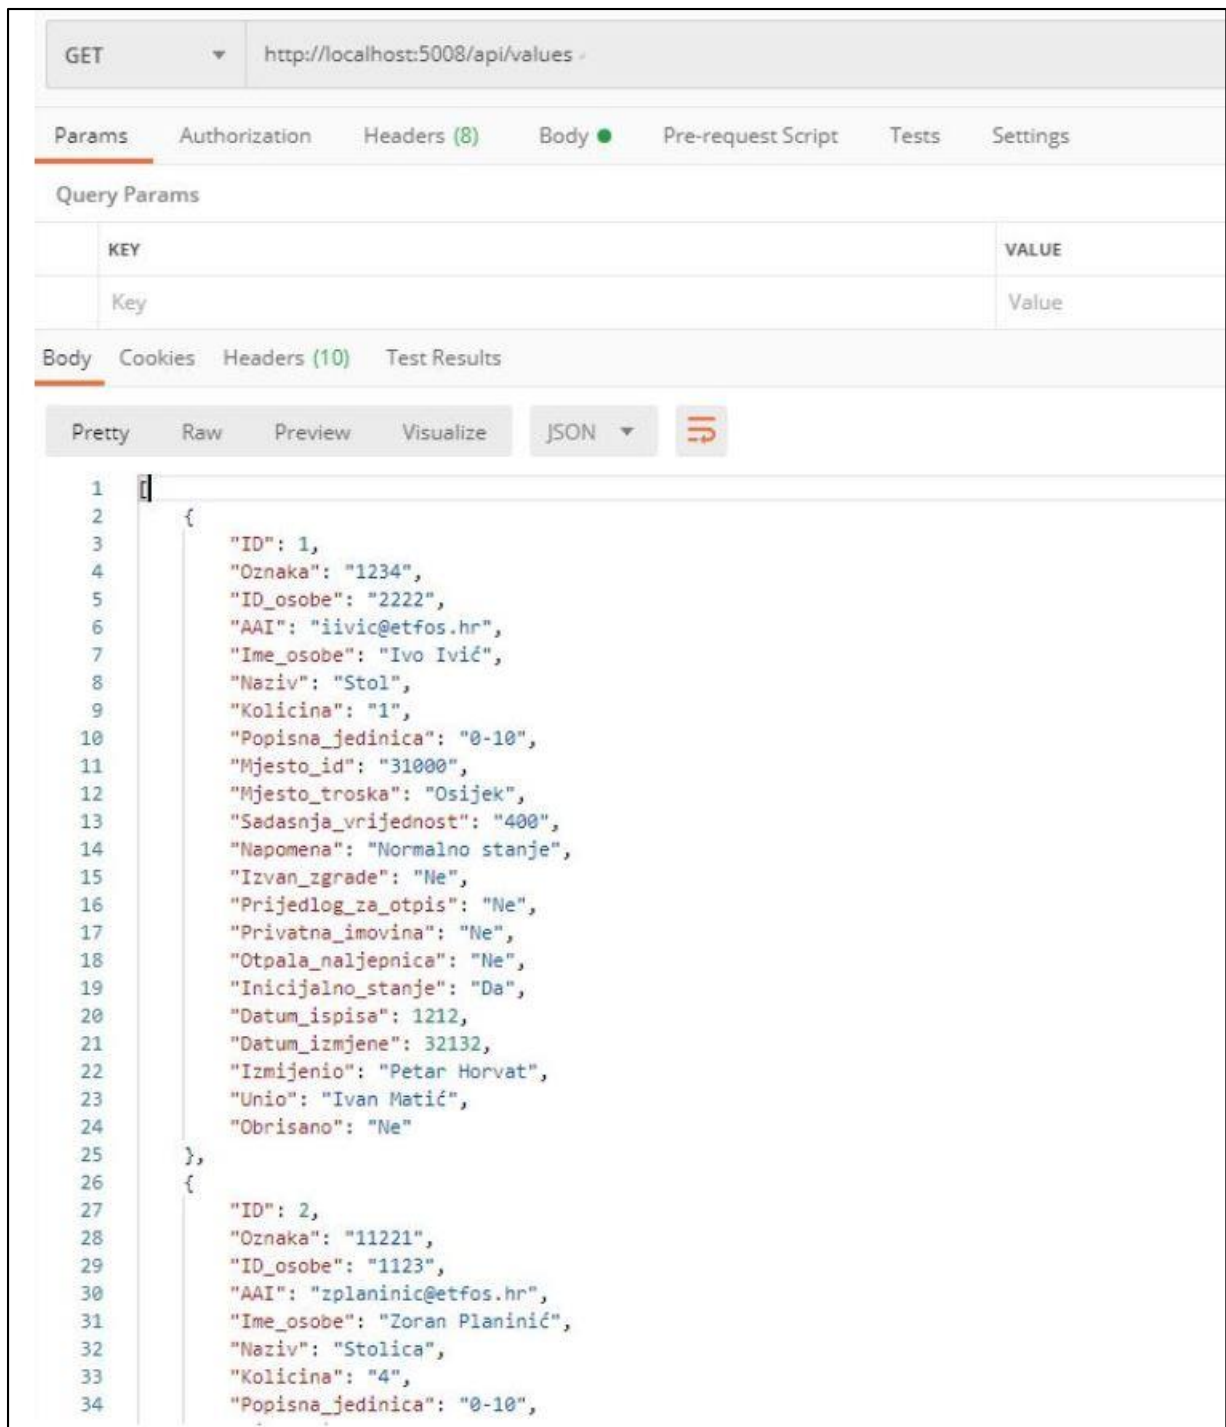 GET http://localhost:5008/api/values
Params Authorization Headers (8) Body Pre-request Script Tests Settings
Query Params
KEY VALUE
Key Value
Body Cookies Headers (10) Test Results
Pretty Raw Preview Visualize JSON
1 [
2 {
3 "ID": 1,
4 "Oznaka": "1234",
5 "ID_osobe": "2222",
6 "AAI": "iivic@etfos.hr",
7 "Ime_osobe": "Ivo Ivić",
8 "Naziv": "Stol",
9 "Kolicina": "1",
10 "Popisna_jedinica": "0-10",
11 "Mjesto_id": "31000",
12 "Mjesto_troska": "Osijek",
13 "Sadasnja_vrijednost": "400",
14 "Napomena": "Normalno stanje",
15 "Izvan_zgrade": "Ne",
16 "Prijedlog_za_otpis": "Ne",
17 "Privatna_imovina": "Ne",
18 "Otpala_naljepnica": "Ne",
19 "Inicijalno_stanje": "Da",
20 "Datum_ispisa": 1212,
21 "Datum_izmjene": 32132,
22 "Izmijenio": "Petar Horvat",
23 "Unio": "Ivan Matić",
24 "Obrisano": "Ne"
25 },
26 {
27 "ID": 2,
28 "Oznaka": "11221",
29 "ID_osobe": "1123",
30 "AAI": "zplaninic@etfos.hr",
31 "Ime_osobe": "Zoran Planinić",
32 "Naziv": "Stolica",
33 "Kolicina": "4",
34 "Popisna_jedinica": "0-10",